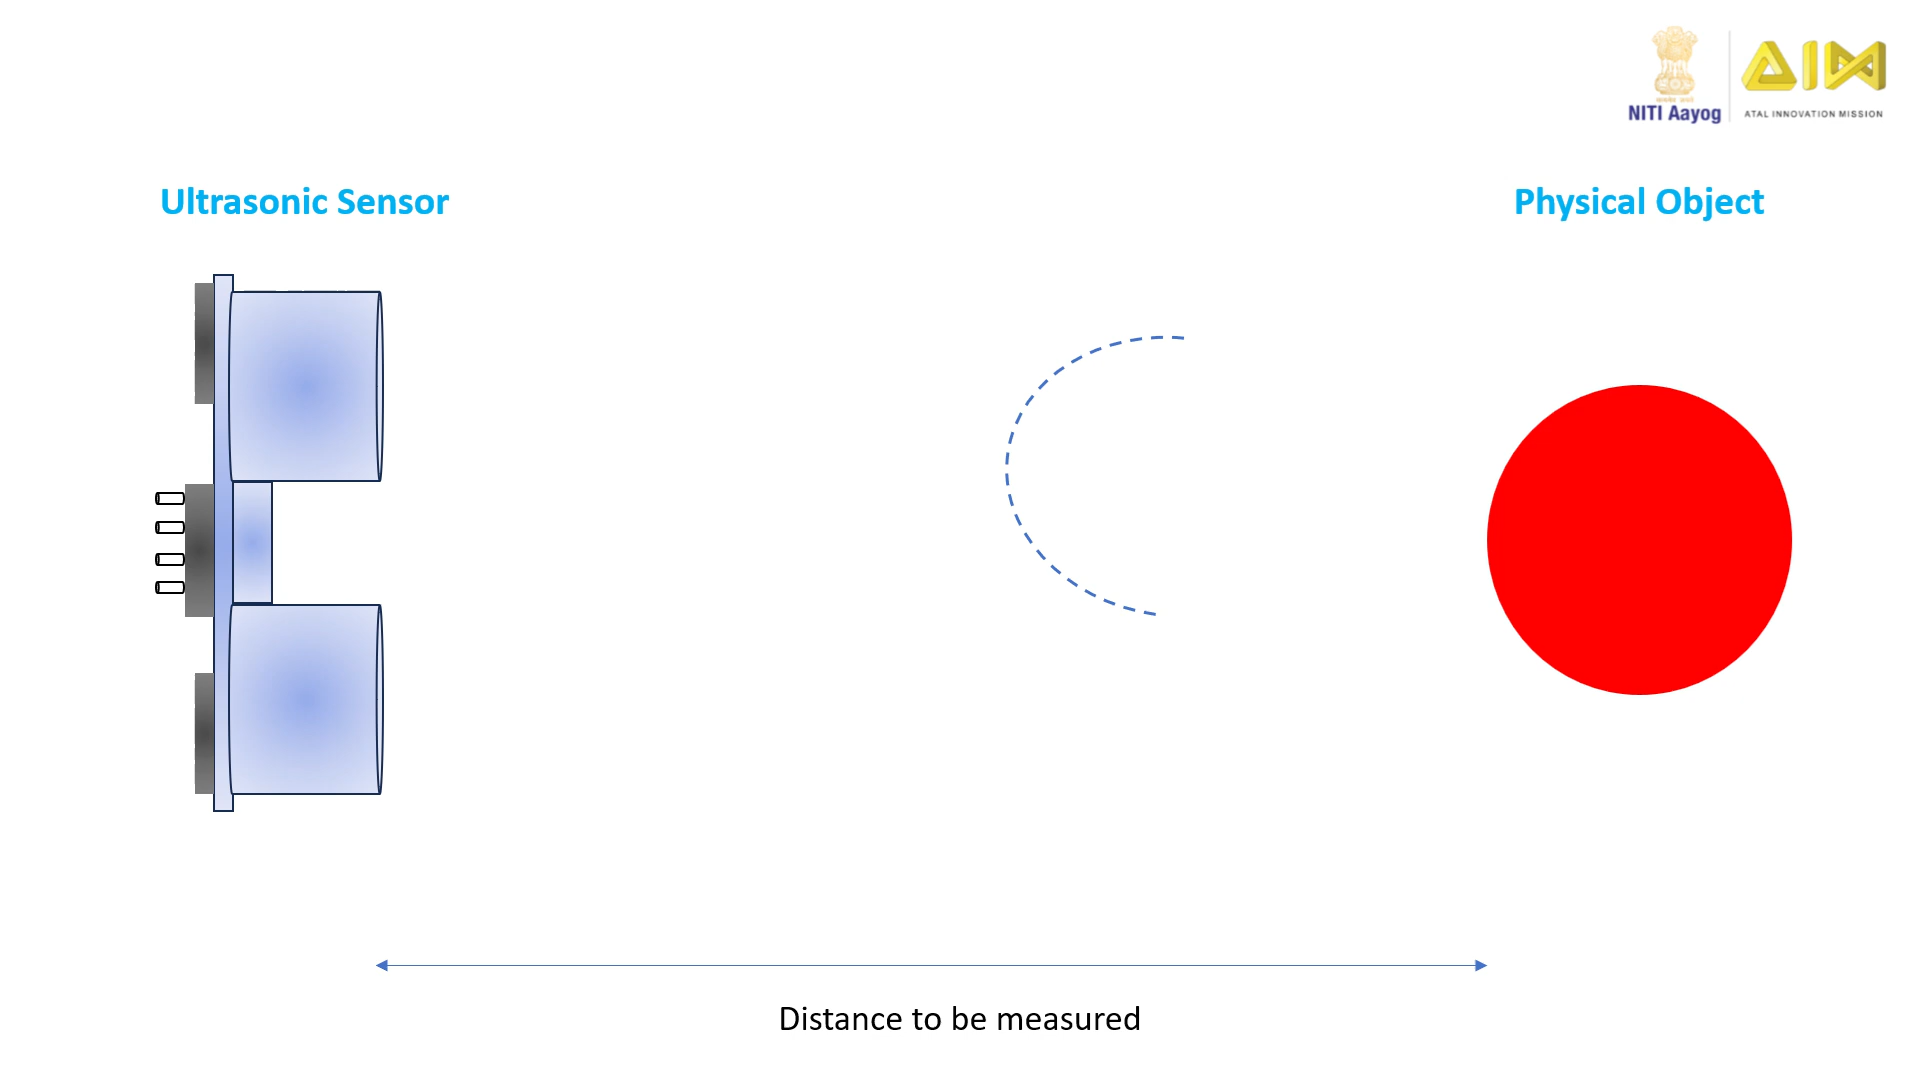 NITI Aayog
ATAL INNOVATION MISSION
Ultrasonic Sensor
Physical Object
Distance to be measured